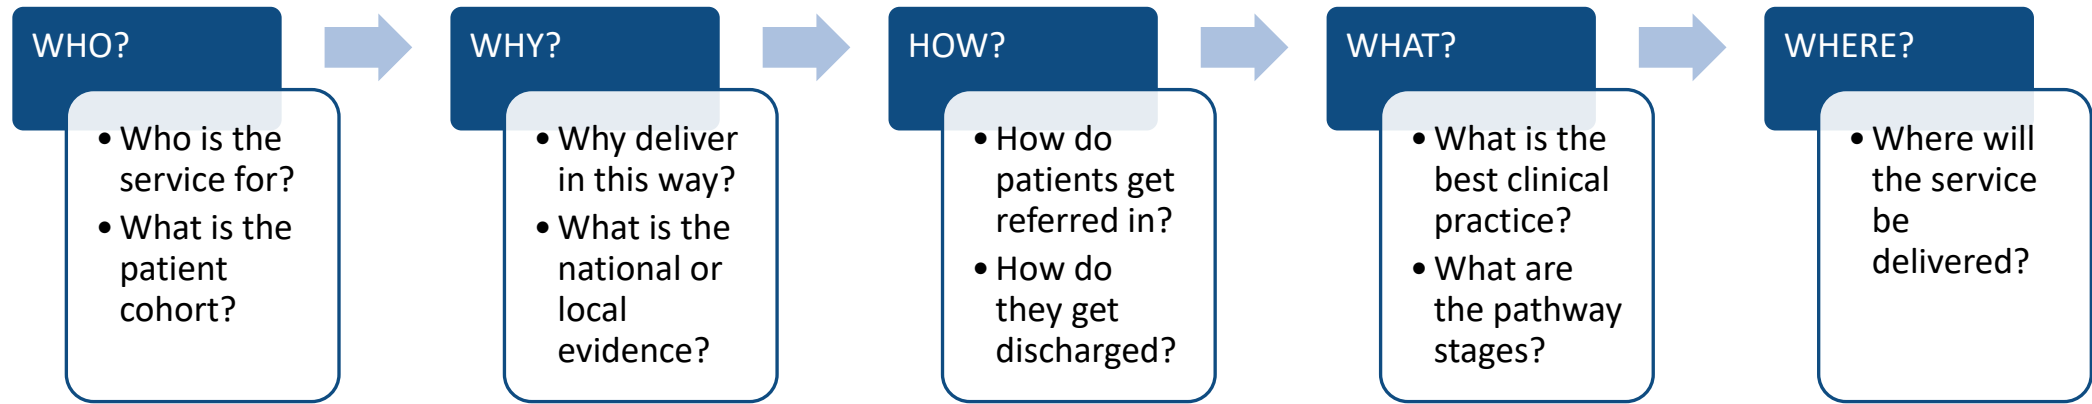 WHO?
• Who is the
service for?
• What is the
patient
cohort?
WHY?
• Why deliver
in this way?
• What is the
national or
local
evidence?
HOW?
• How do
patients get
referred in?
• How do
they get
discharged?
WHAT?
• What is the
best clinical
practice?
• What are
the pathway
stages?
WHERE?
• Where will
the service
be
delivered?